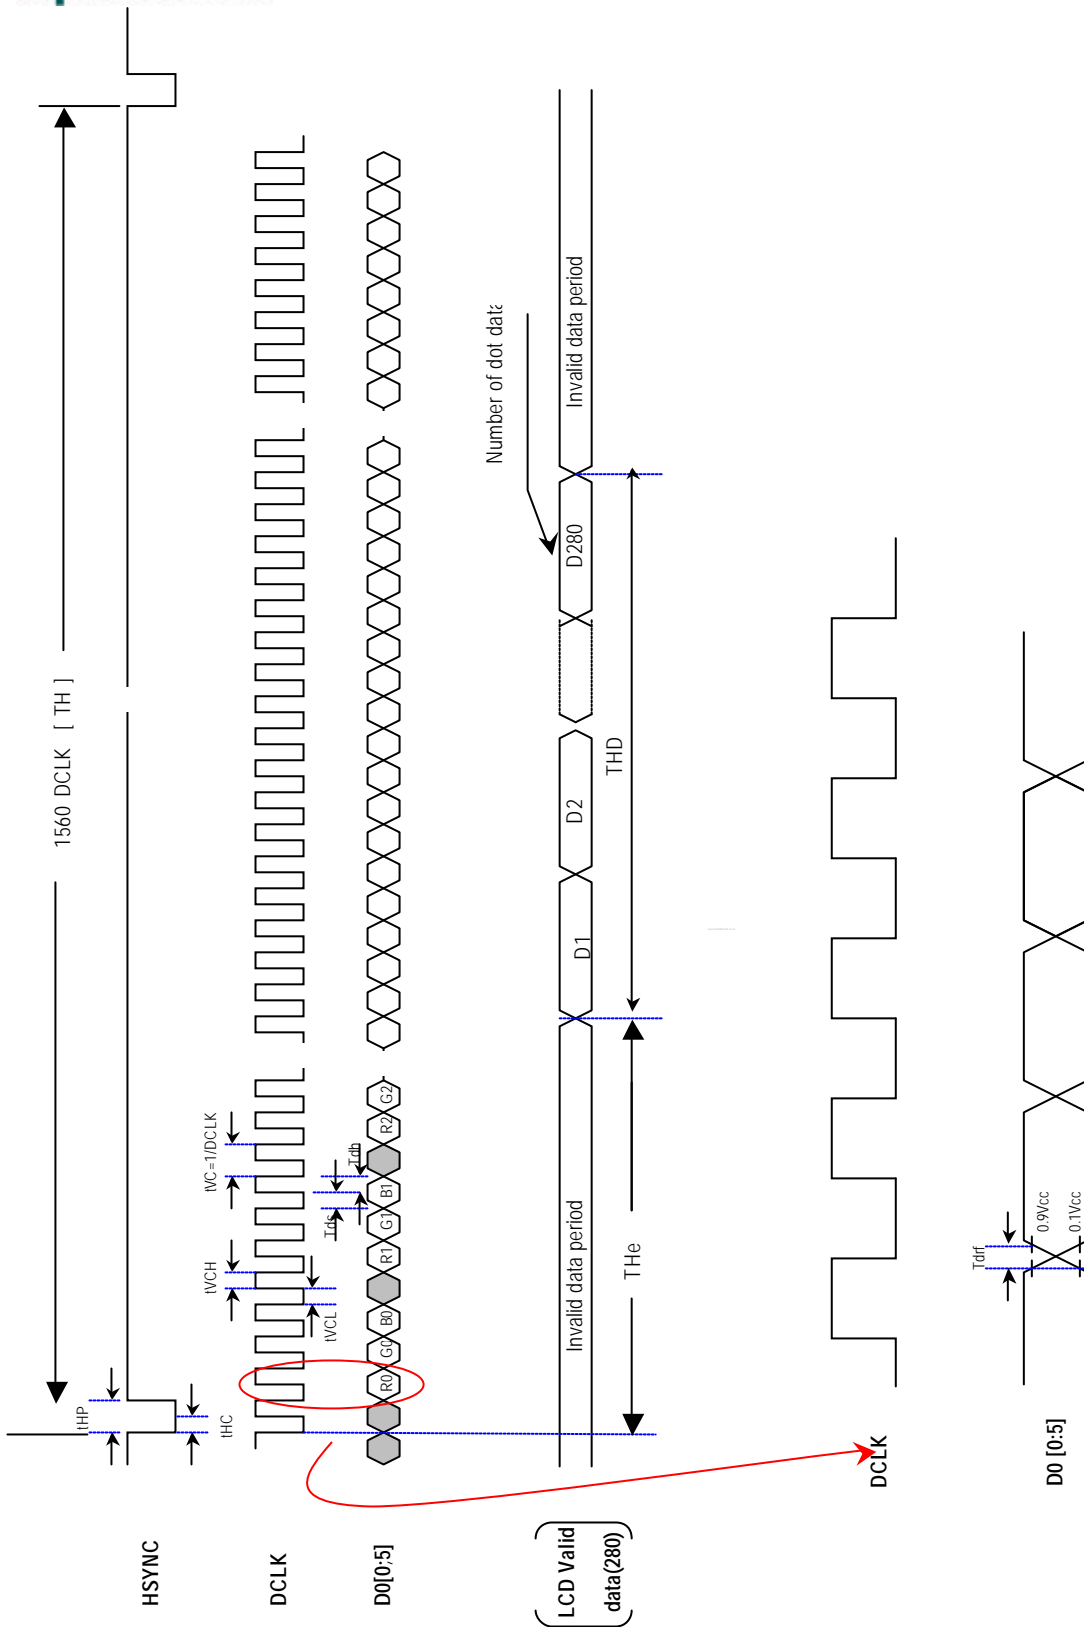 1560 DCLK [ TH ]
HSYNC
tHP
tHC
DCLK
tVCH
tVC=1/DCLK
tVCL
D0[0;5]
R0 G0 B0 R1 G1 B1 R2 G2
Tds
Tdh
Number of dot data
LCD Valid
data(280)
Invalid data period
D1
D2
D280
Invalid data period
THe
THD
DCLK
Tdrf
0.9Vcc
0.1Vcc
D0 [0:5]